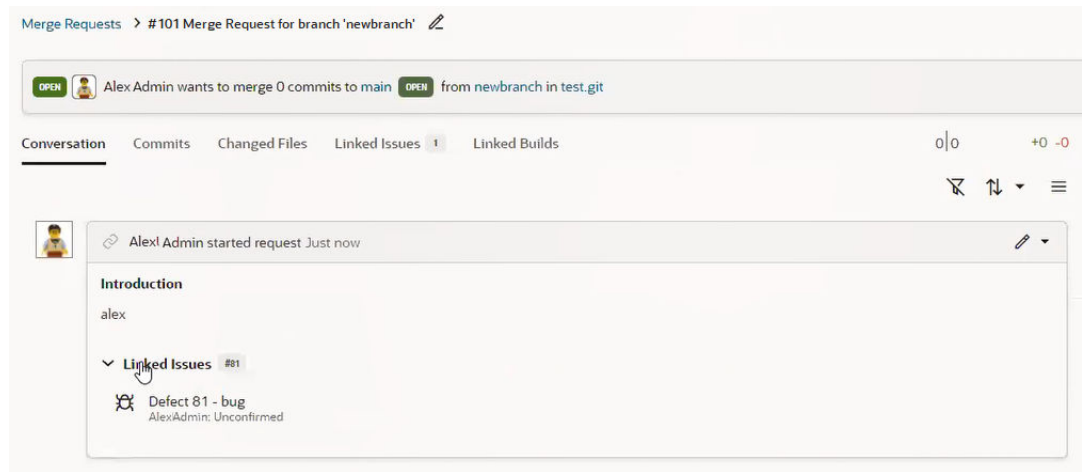 Merge Requests > #101 Merge Request for branch 'newbranch'
OPEN Alex Admin wants to merge 0 commits to main OPEN from newbranch in test.git
Conversation Commits Changed Files Linked Issues 1 Linked Builds 0|0 +0 -0
Alex! Admin started request Just now
Introduction
alex
Linked Issues #81
Defect 81 - bug
AlexAdmin: Unconfirmed